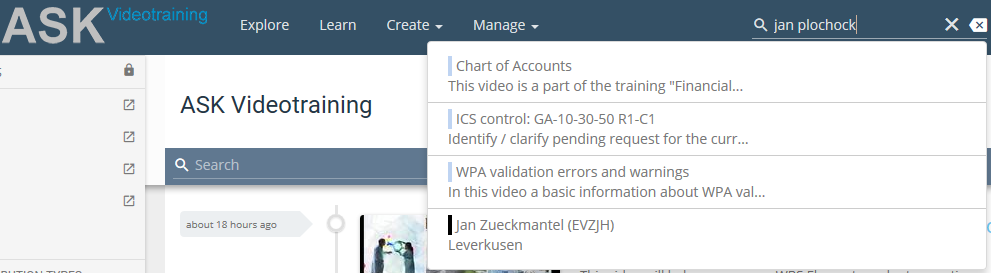 ASK Videotraining
Explore Learn Create Manage
jan plochock
Chart of Accounts
This video is a part of the training "Financial...
ICS control: GA-10-30-50 R1-C1
Identify / clarify pending request for the curr...
WPA validation errors and warnings
In this video a basic information about WPA val...
Jan Zueckmantel (EVZJH)
Leverkusen
ASK Videotraining
Search
about 18 hours ago